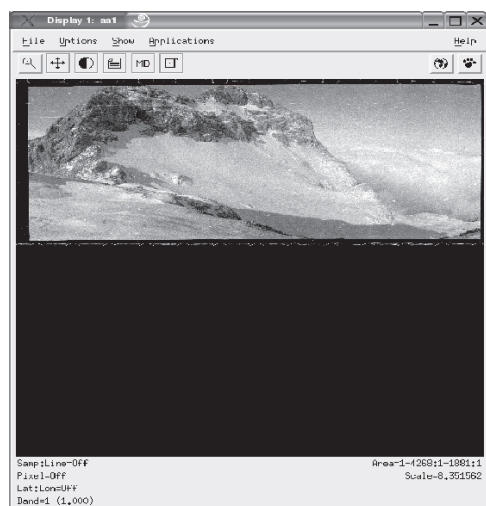 Display 1: aa1
File Options Show Applications Help
MD
Samp:Line=Off Area=1-4268:1-1881:1
Pixel=Off Scale=8,351562
Lat:Lon=Off
Band=1 (1,000)